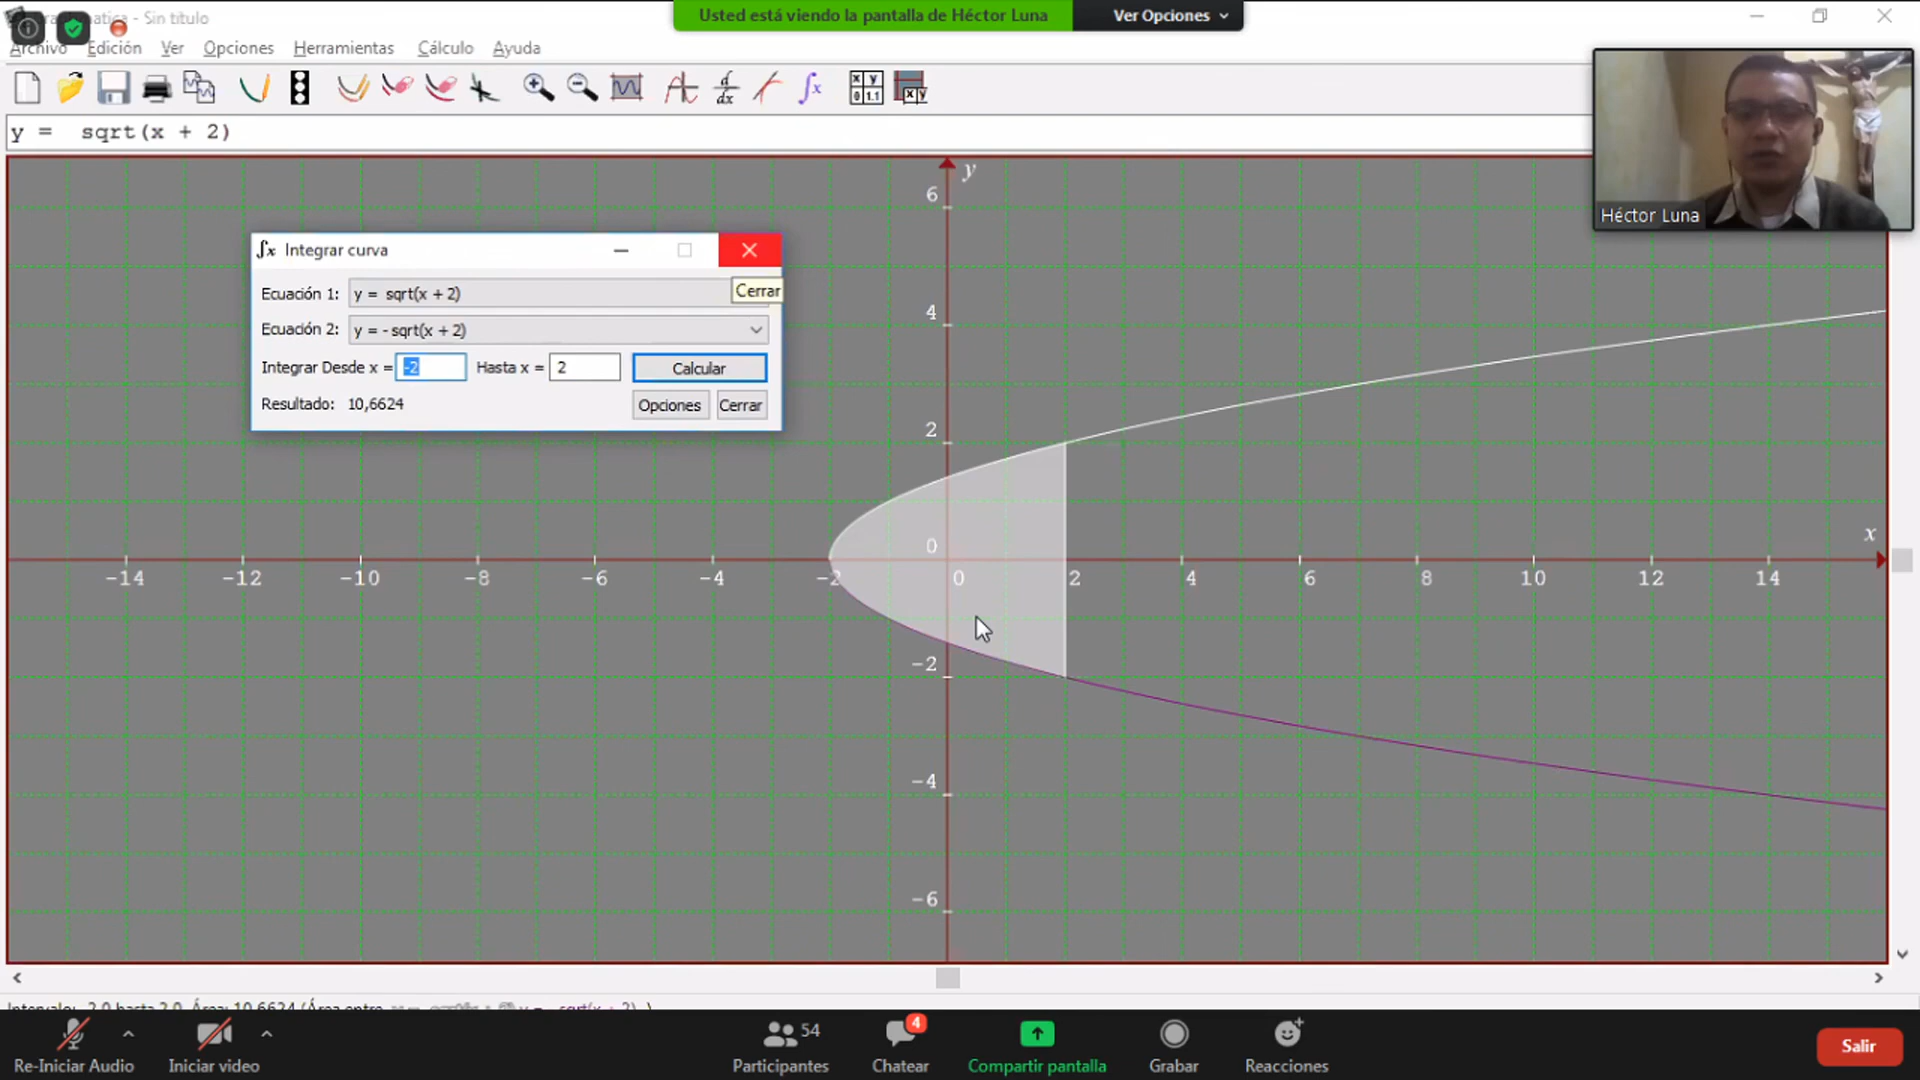 Usted está viendo la pantalla de Héctor Luna
Ver Opciones
Sin título
Archivo Edición Ver Opciones Herramientas Cálculo Ayuda
y = sqrt(x + 2)
Héctor Luna
Integrar curva
Ecuación 1: y = sqrt(x + 2)
Cerrar
Ecuación 2: y = - sqrt(x + 2)
Integrar Desde x = -2 Hasta x = 2 Calcular
Resultado: 10,6624 Opciones Cerrar
y
6
4
2
0
x
-14 -12 -10 -8 -6 -4 -2 0 2 4 6 8 10 12 14
-2
-4
-6
Re-Iniciar Audio
Iniciar video
54
Participantes
4
Chatear
Compartir pantalla
Grabar
Reacciones
Salir